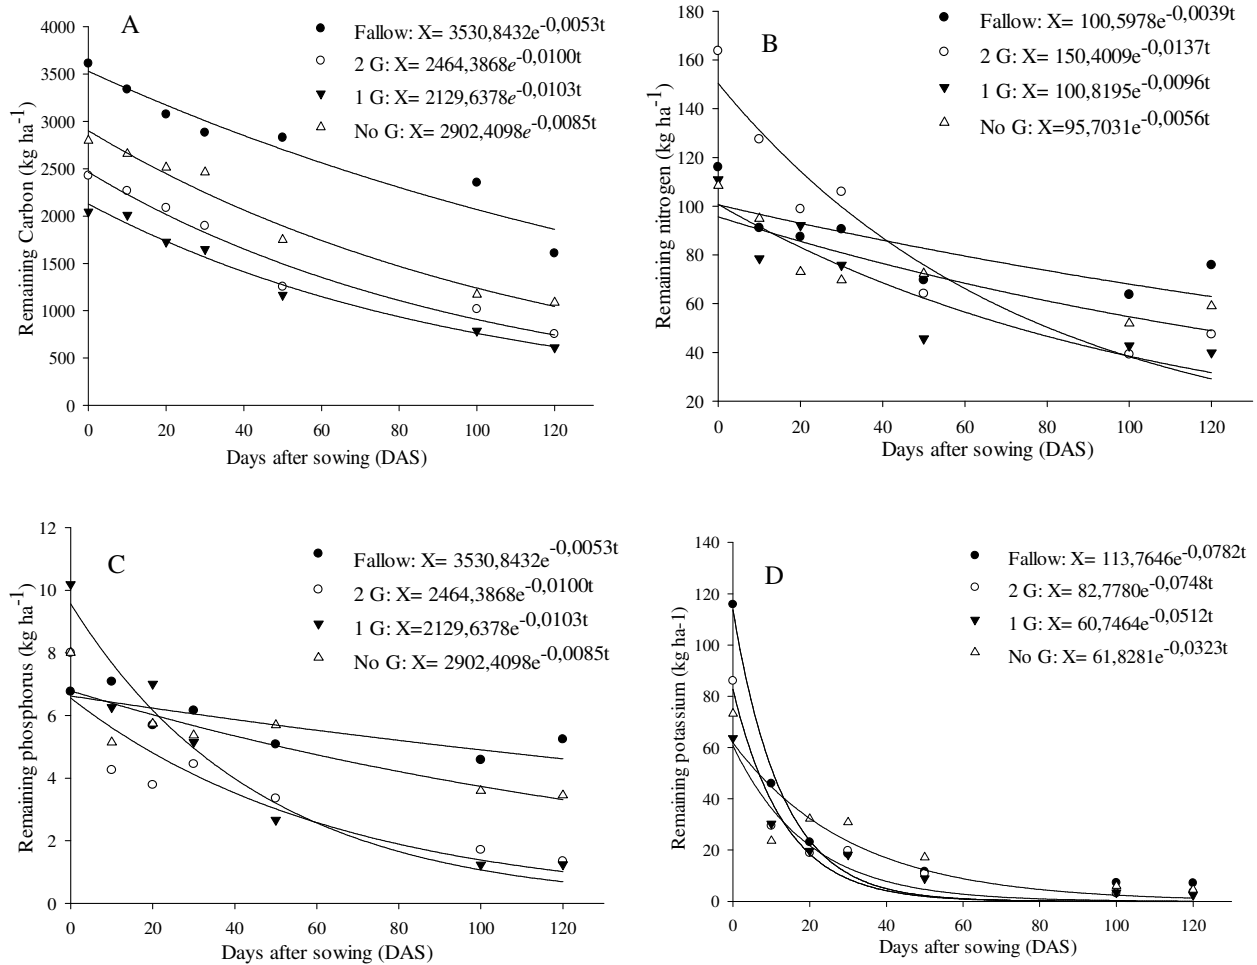 A
Fallow: X= 3530,8432e-0,0053t
2 G: X= 2464,3868e-0,0100t
1 G: X= 2129,6378e-0,0103t
No G: X= 2902,4098e-0,0085t
Remaining Carbon (kg ha-1)
4000
3500
3000
2500
2000
1500
1000
500
0
0 20 40 60 80 100 120
Days after sowing (DAS)
B
Fallow: X= 100,5978e-0,0039t
2 G: X= 150,4009e-0,0137t
1 G: X= 100,8195e-0,0096t
No G: X=95,7031e-0,0056t
Remaining nitrogen (kg ha-1)
180
160
140
120
100
80
60
40
20
0 20 40 60 80 100 120
Days after sowing (DAS)
C
Fallow: X= 3530,8432e-0,0053t
2 G: X= 2464,3868e-0,0100t
1 G: X=2129,6378e-0,0103t
No G: X= 2902,4098e-0,0085t
Remaining phosphorus (kg ha-1)
12
10
8
6
4
2
0
0 20 40 60 80 100 120
Days after sowing (DAS)
D
Fallow: X= 113,7646e-0,0782t
2 G: X= 82,7780e-0,0748t
1 G: X= 60,7464e-0,0512t
No G: X= 61,8281e-0,0323t
Remaining potassium (kg ha-1)
140
120
100
80
60
40
20
0
0 20 40 60 80 100 120
Days after sowing (DAS)